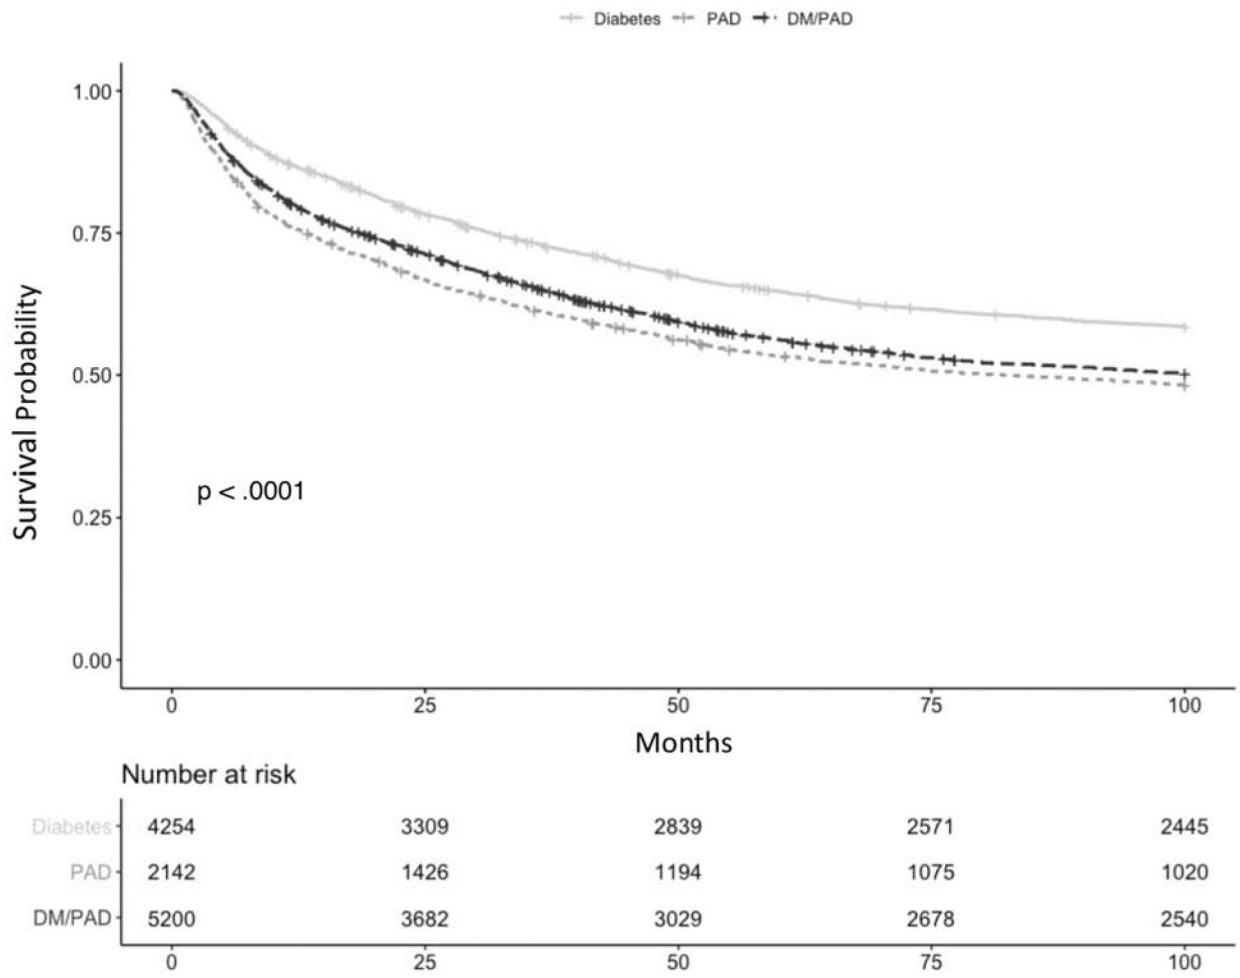 Diabetes PAD DM/PAD
1.00
0.75
0.50
0.25
0.00
Survival Probability
p < .0001
0 25 50 75 100
Months
Number at risk
Diabetes 4254 3309 2839 2571 2445
PAD 2142 1426 1194 1075 1020
DM/PAD 5200 3682 3029 2678 2540
0 25 50 75 100